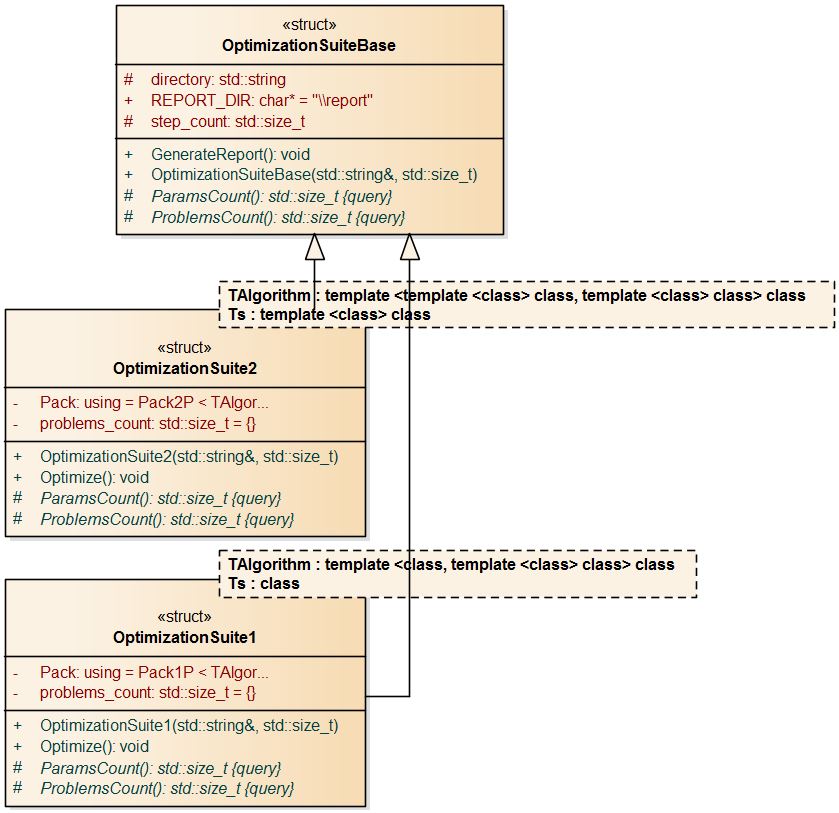 «struct»
OptimizationSuiteBase
# directory: std::string
+ REPORT_DIR: char* = "\\report"
# step_count: std::size_t
+ GenerateReport(): void
+ OptimizationSuiteBase(std::string&, std::size_t)
# ParamsCount(): std::size_t {query}
# ProblemsCount(): std::size_t {query}
TAlgorithm : template <template <class> class, template <class> class> class
Ts : template <class> class
«struct»
OptimizationSuite2
- Pack: using = Pack2P < TAlgor...
- problems_count: std::size_t = {}
+ OptimizationSuite2(std::string&, std::size_t)
+ Optimize(): void
# ParamsCount(): std::size_t {query}
# ProblemsCount(): std::size_t {query}
TAlgorithm : template <class, template <class> class> class
Ts : class
«struct»
OptimizationSuite1
- Pack: using = Pack1P < TAlgor...
- problems_count: std::size_t = {}
+ OptimizationSuite1(std::string&, std::size_t)
+ Optimize(): void
# ParamsCount(): std::size_t {query}
# ProblemsCount(): std::size_t {query}